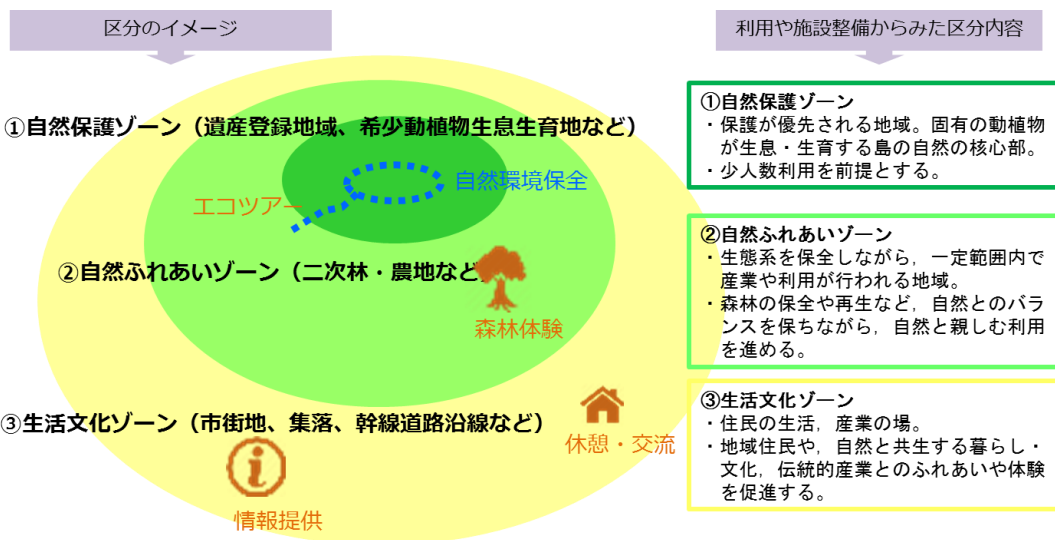 区分のイメージ
利用や施設整備からみた区分内容
①自然保護ゾーン（遺産登録地域、希少動植物生息生育地など）
自然環境保全
エコツアー
②自然ふれあいゾーン（二次林・農地など
森林体験
③生活文化ゾーン（市街地、集落、幹線道路沿線など）
休憩・交流
情報提供
①自然保護ゾーン
・保護が優先される地域。固有の動植物
が生息・生育する島の自然の核心部。
・少人数利用を前提とする。
②自然ふれあいゾーン
・生態系を保全しながら，一定範囲内で
産業や利用が行われる地域。
・森林の保全や再生など，自然とのバラ
ンスを保ちながら，自然と親しむ利用
を進める。
③生活文化ゾーン
・住民の生活，産業の場。
・地域住民や，自然と共生する暮らし・
文化，伝統的産業とのふれあいや体験
を促進する。